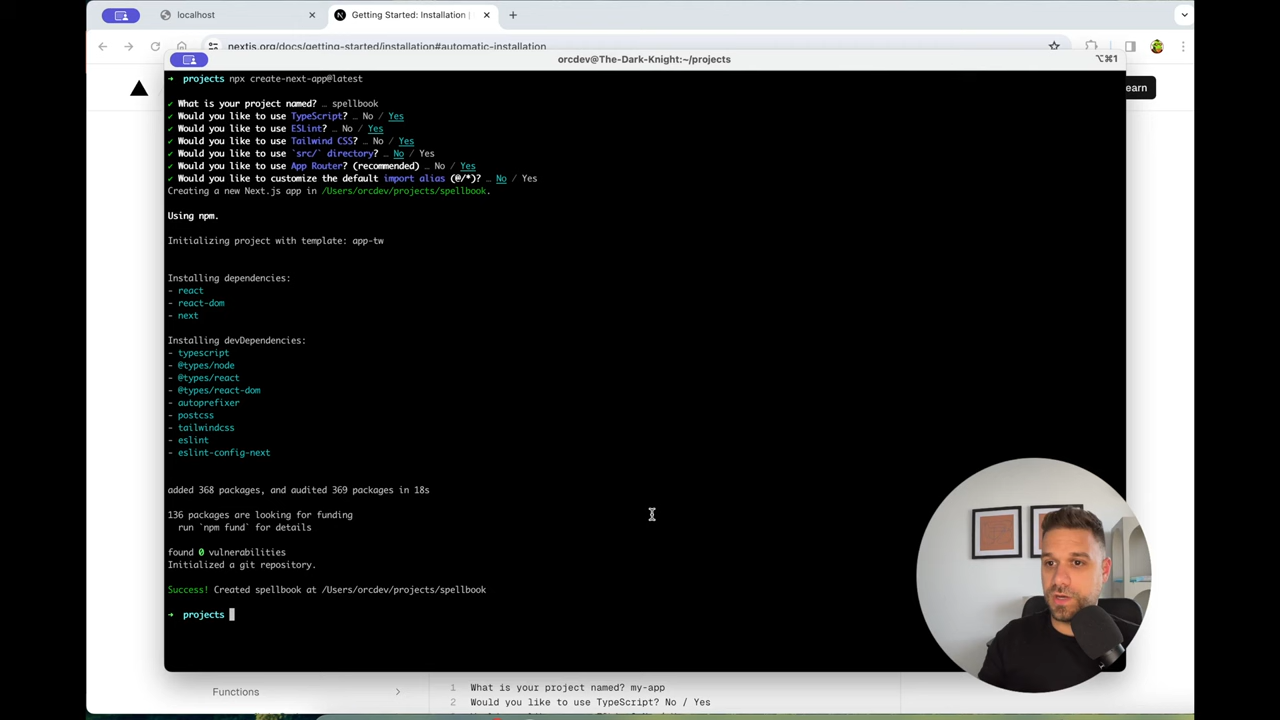 localhost
Getting Started: Installation |
nextjs.org/docs/getting-started/installation#automatic-installation
orcdev@The-Dark-Knight:~/projects
⌥⌘1
earn
➜ projects npx create-next-app@latest
✔ What is your project named? … spellbook
✔ Would you like to use TypeScript? … No / Yes
✔ Would you like to use ESLint? … No / Yes
✔ Would you like to use Tailwind CSS? … No / Yes
✔ Would you like to use `src/` directory? … No / Yes
✔ Would you like to use App Router? (recommended) … No / Yes
✔ Would you like to customize the default import alias (@/*)? … No / Yes
Creating a new Next.js app in /Users/orcdev/projects/spellbook.
Using npm.
Initializing project with template: app-tw
Installing dependencies:
- react
- react-dom
- next
Installing devDependencies:
- typescript
- @types/node
- @types/react
- @types/react-dom
- autoprefixer
- postcss
- tailwindcss
- eslint
- eslint-config-next
added 368 packages, and audited 369 packages in 18s
136 packages are looking for funding
run `npm fund` for details
found 0 vulnerabilities
Initialized a git repository.
Success! Created spellbook at /Users/orcdev/projects/spellbook
➜ projects
Functions
1 What is your project named? my-app
2 Would you like to use TypeScript? No / Yes